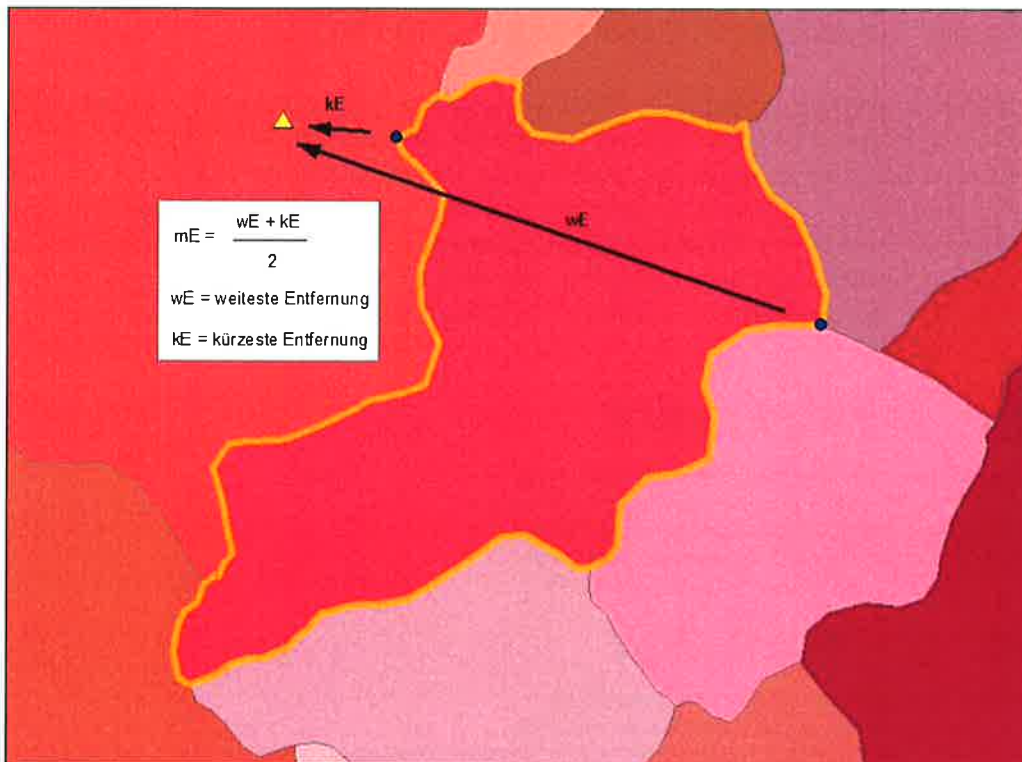 kE
wE
mE = wE + kE
2
wE = weiteste Entfernung
kE = kürzeste Entfernung